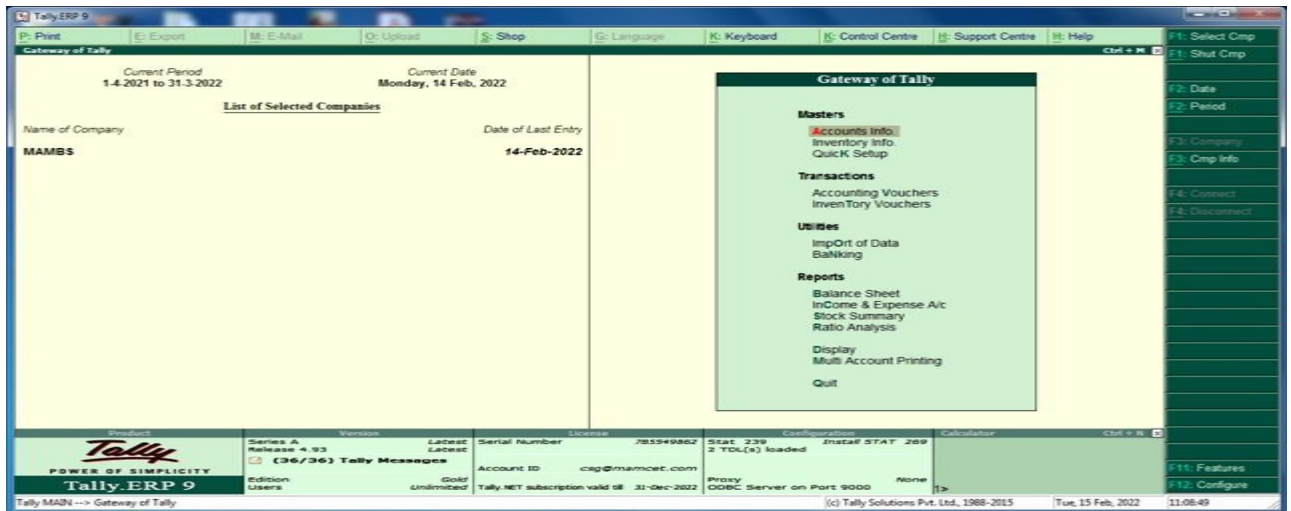 Tally.ERP 9
P: Print E: Export M: E-Mail O: Upload S: Shop G: Language K: Keyboard K: Control Centre H: Support Centre H: Help
Gateway of Tally Ctrl + M
Current Period Current Date
1-4-2021 to 31-3-2022 Monday, 14 Feb, 2022
List of Selected Companies
Name of Company Date of Last Entry
MAMBS 14-Feb-2022
Gateway of Tally
Masters
Accounts Info.
Inventory Info.
QuicK Setup
Transactions
Accounting Vouchers
InvenTory Vouchers
Utilities
ImpOrt of Data
BaNking
Reports
Balance Sheet
InCome & Expense A/c
Stock Summary
Ratio Analysis
Display
Multi Account Printing
Quit
F1: Select Cmp
F1: Shut Cmp
F2: Date
F2: Period
F3: Company
F3: Cmp Info
F4: Connect
F4: Disconnect
F11: Features
F12: Configure
Product Version License Configuration Calculator Ctrl + N
Tally
POWER OF SIMPLICITY
Tally.ERP 9
Series A Latest
Release 4.93 Latest
(36/36) Tally Messages
Edition Gold
Users Unlimited
Serial Number 785549862
Account ID csg@mamcet.com
Tally.NET subscription valid till 31-Dec-2022
Stat 239 Install STAT 269
2 TDL(s) loaded
Proxy None
ODBC Server on Port 9000
1>
Tally MAIN --> Gateway of Tally (c) Tally Solutions Pvt. Ltd., 1988-2015 Tue, 15 Feb, 2022 11:08:49